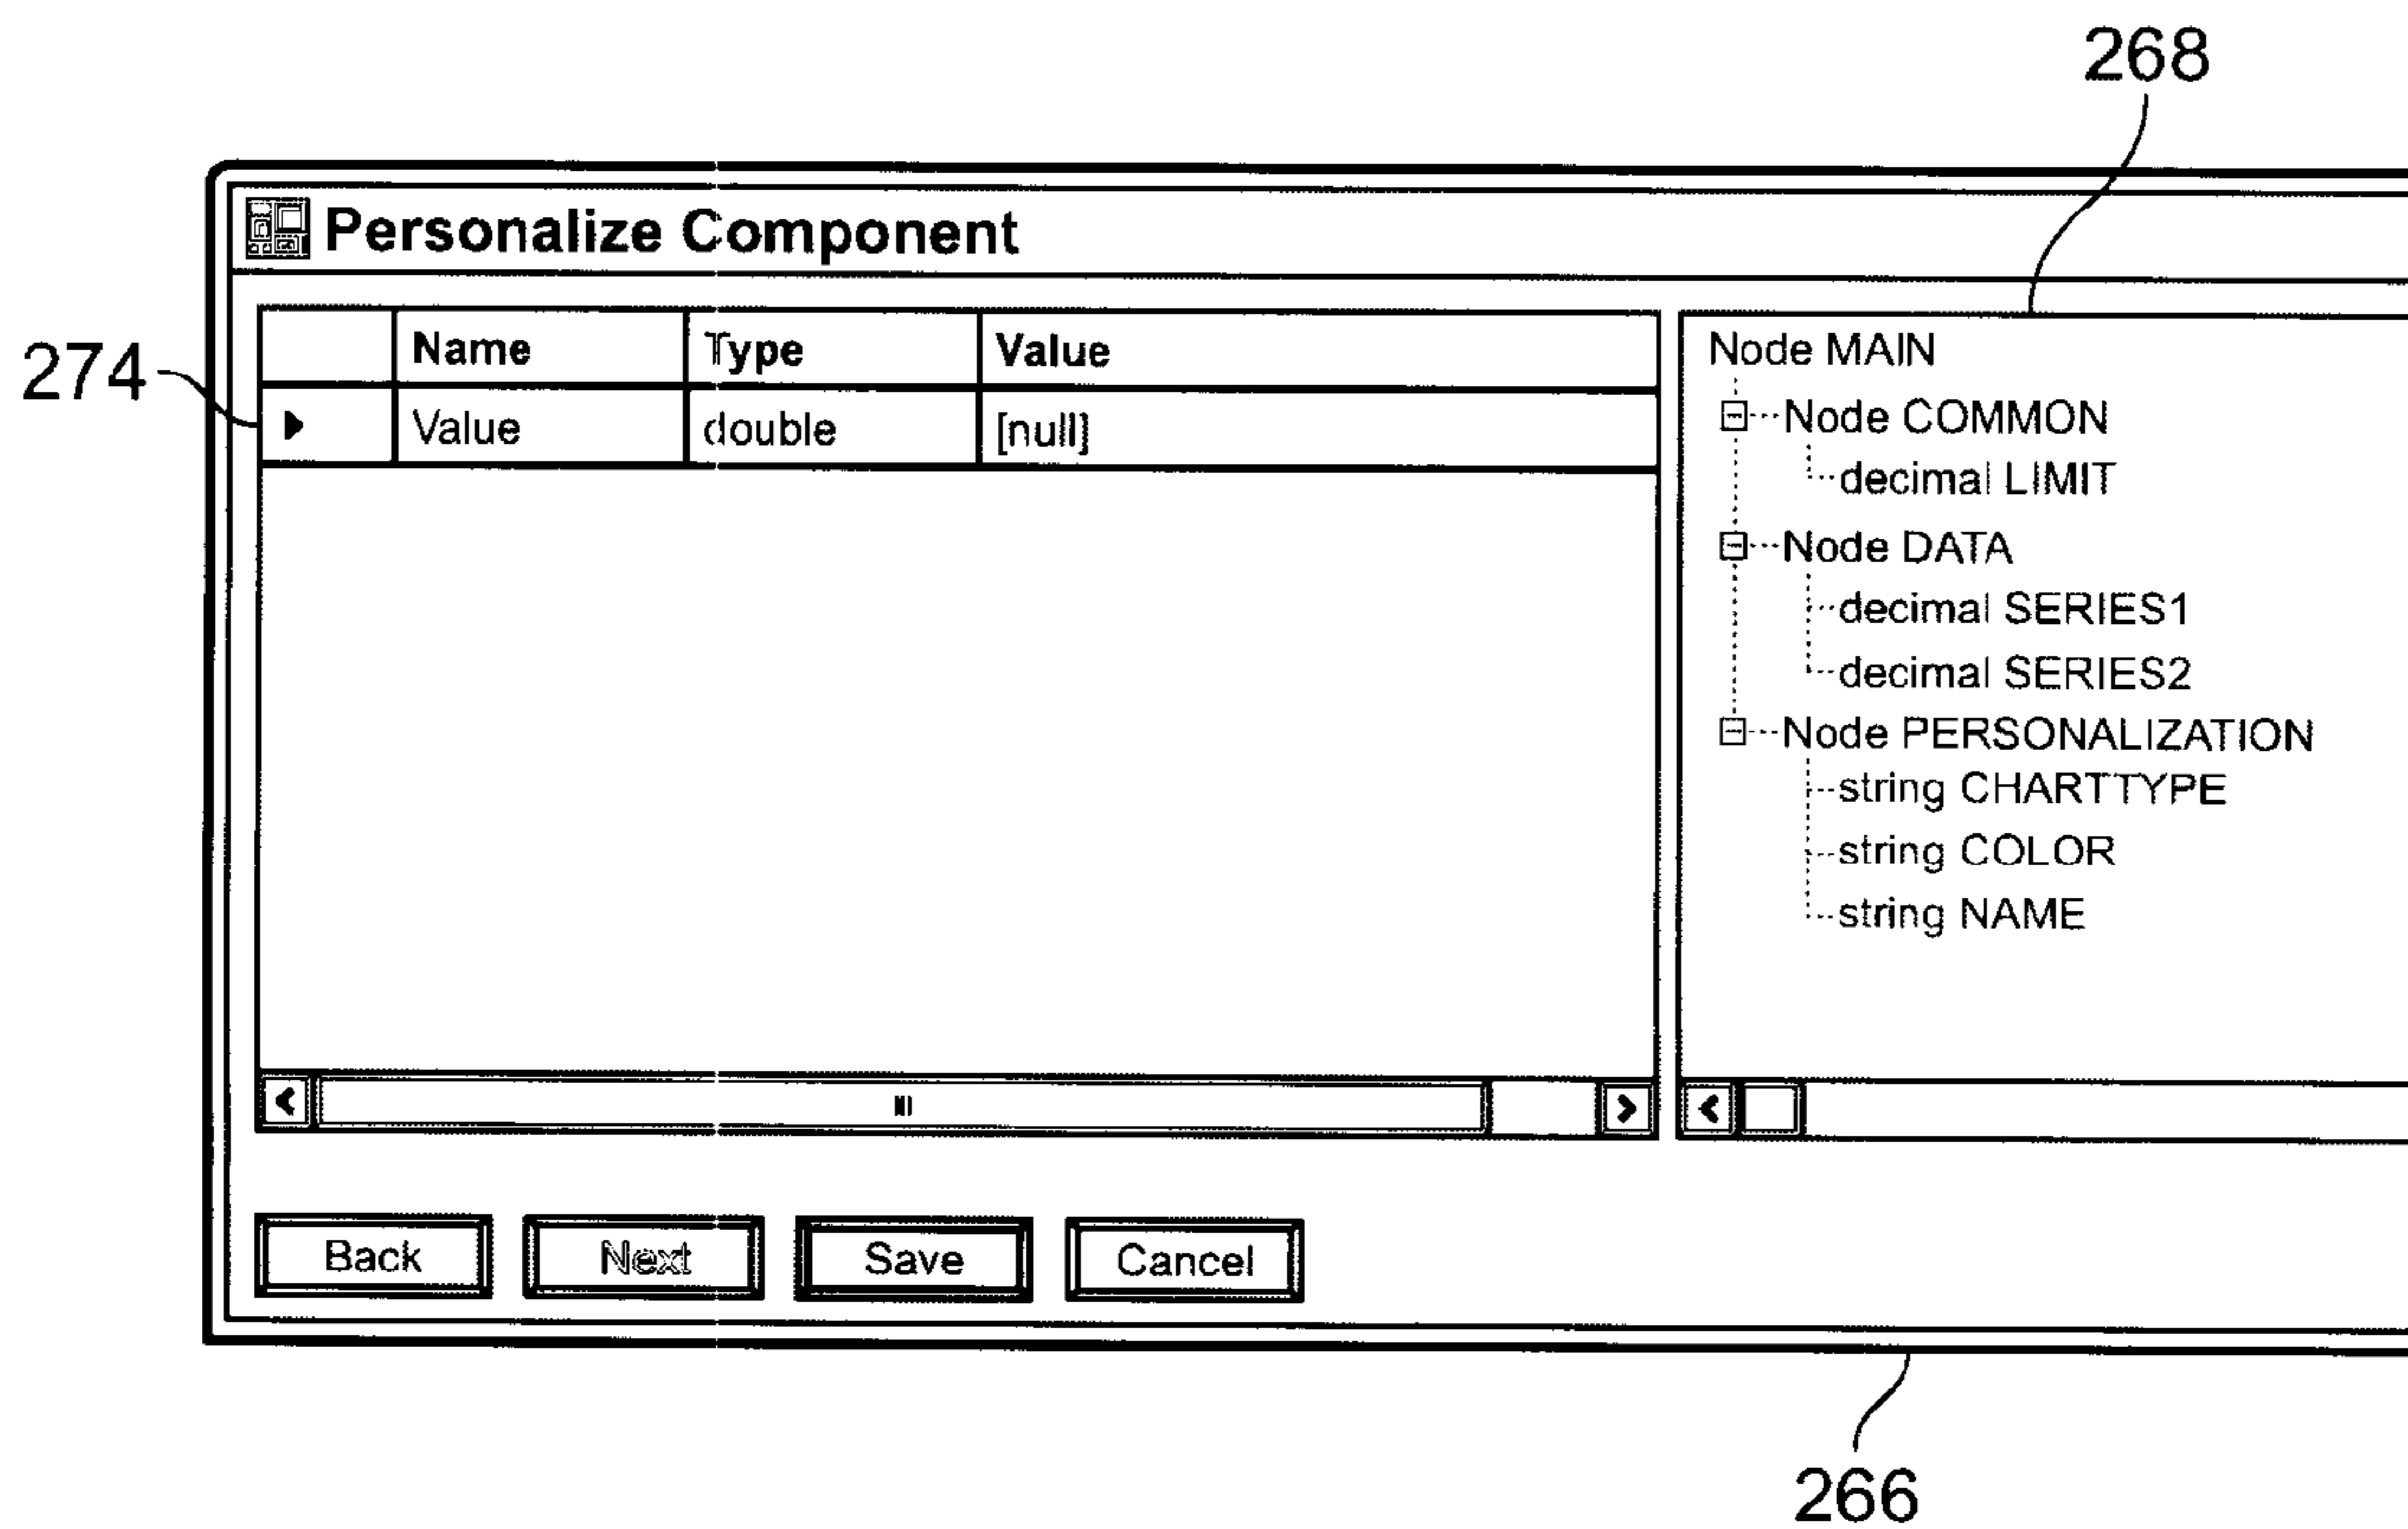 268
Personalize Component
274
Name Type Value
Value double [null]
Node MAIN
Node COMMON
decimal LIMIT
Node DATA
decimal SERIES1
decimal SERIES2
Node PERSONALIZATION
string CHARTTYPE
string COLOR
string NAME
Back Next Save Cancel
266